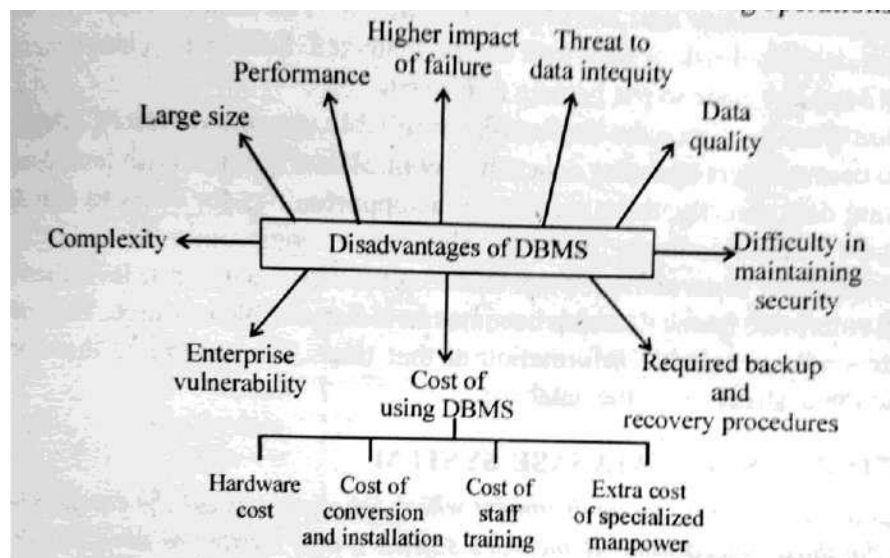 operations
Higher impact
of failure
Threat to
data intequity
Performance
Large size
Data
quality
Complexity
Disadvantages of DBMS
Difficulty in
maintaining
security
Enterprise
vulnerability
Cost of
using DBMS
Required backup
and
recovery procedures
Hardware
cost
Cost of
conversion
and installation
Cost of
staff
training
Extra cost
of specialized
manpower